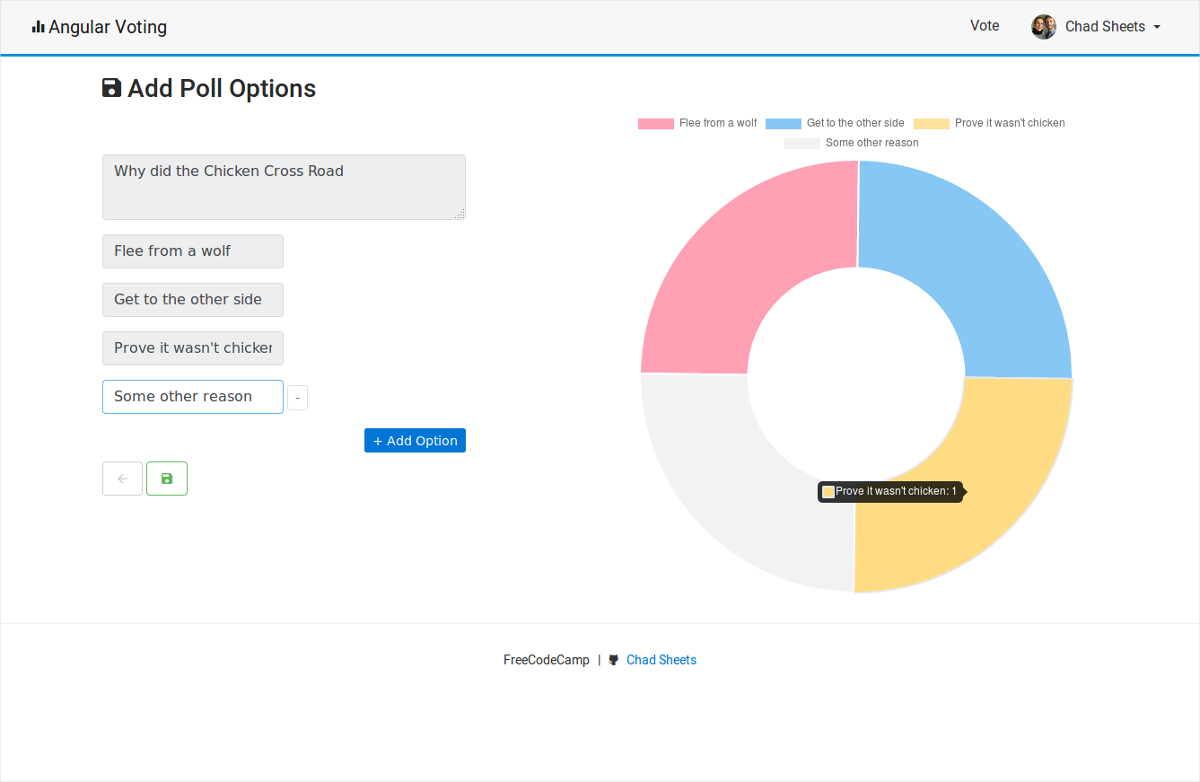 Angular Voting
Vote
Chad Sheets
Add Poll Options
Flee from a wolf
Get to the other side
Prove it wasn't chicken
Some other reason
Why did the Chicken Cross Road
Flee from a wolf
Get to the other side
Prove it wasn't chicken
Some other reason
-
+ Add Option
Prove it wasn't chicken: 1
FreeCodeCamp | Chad Sheets